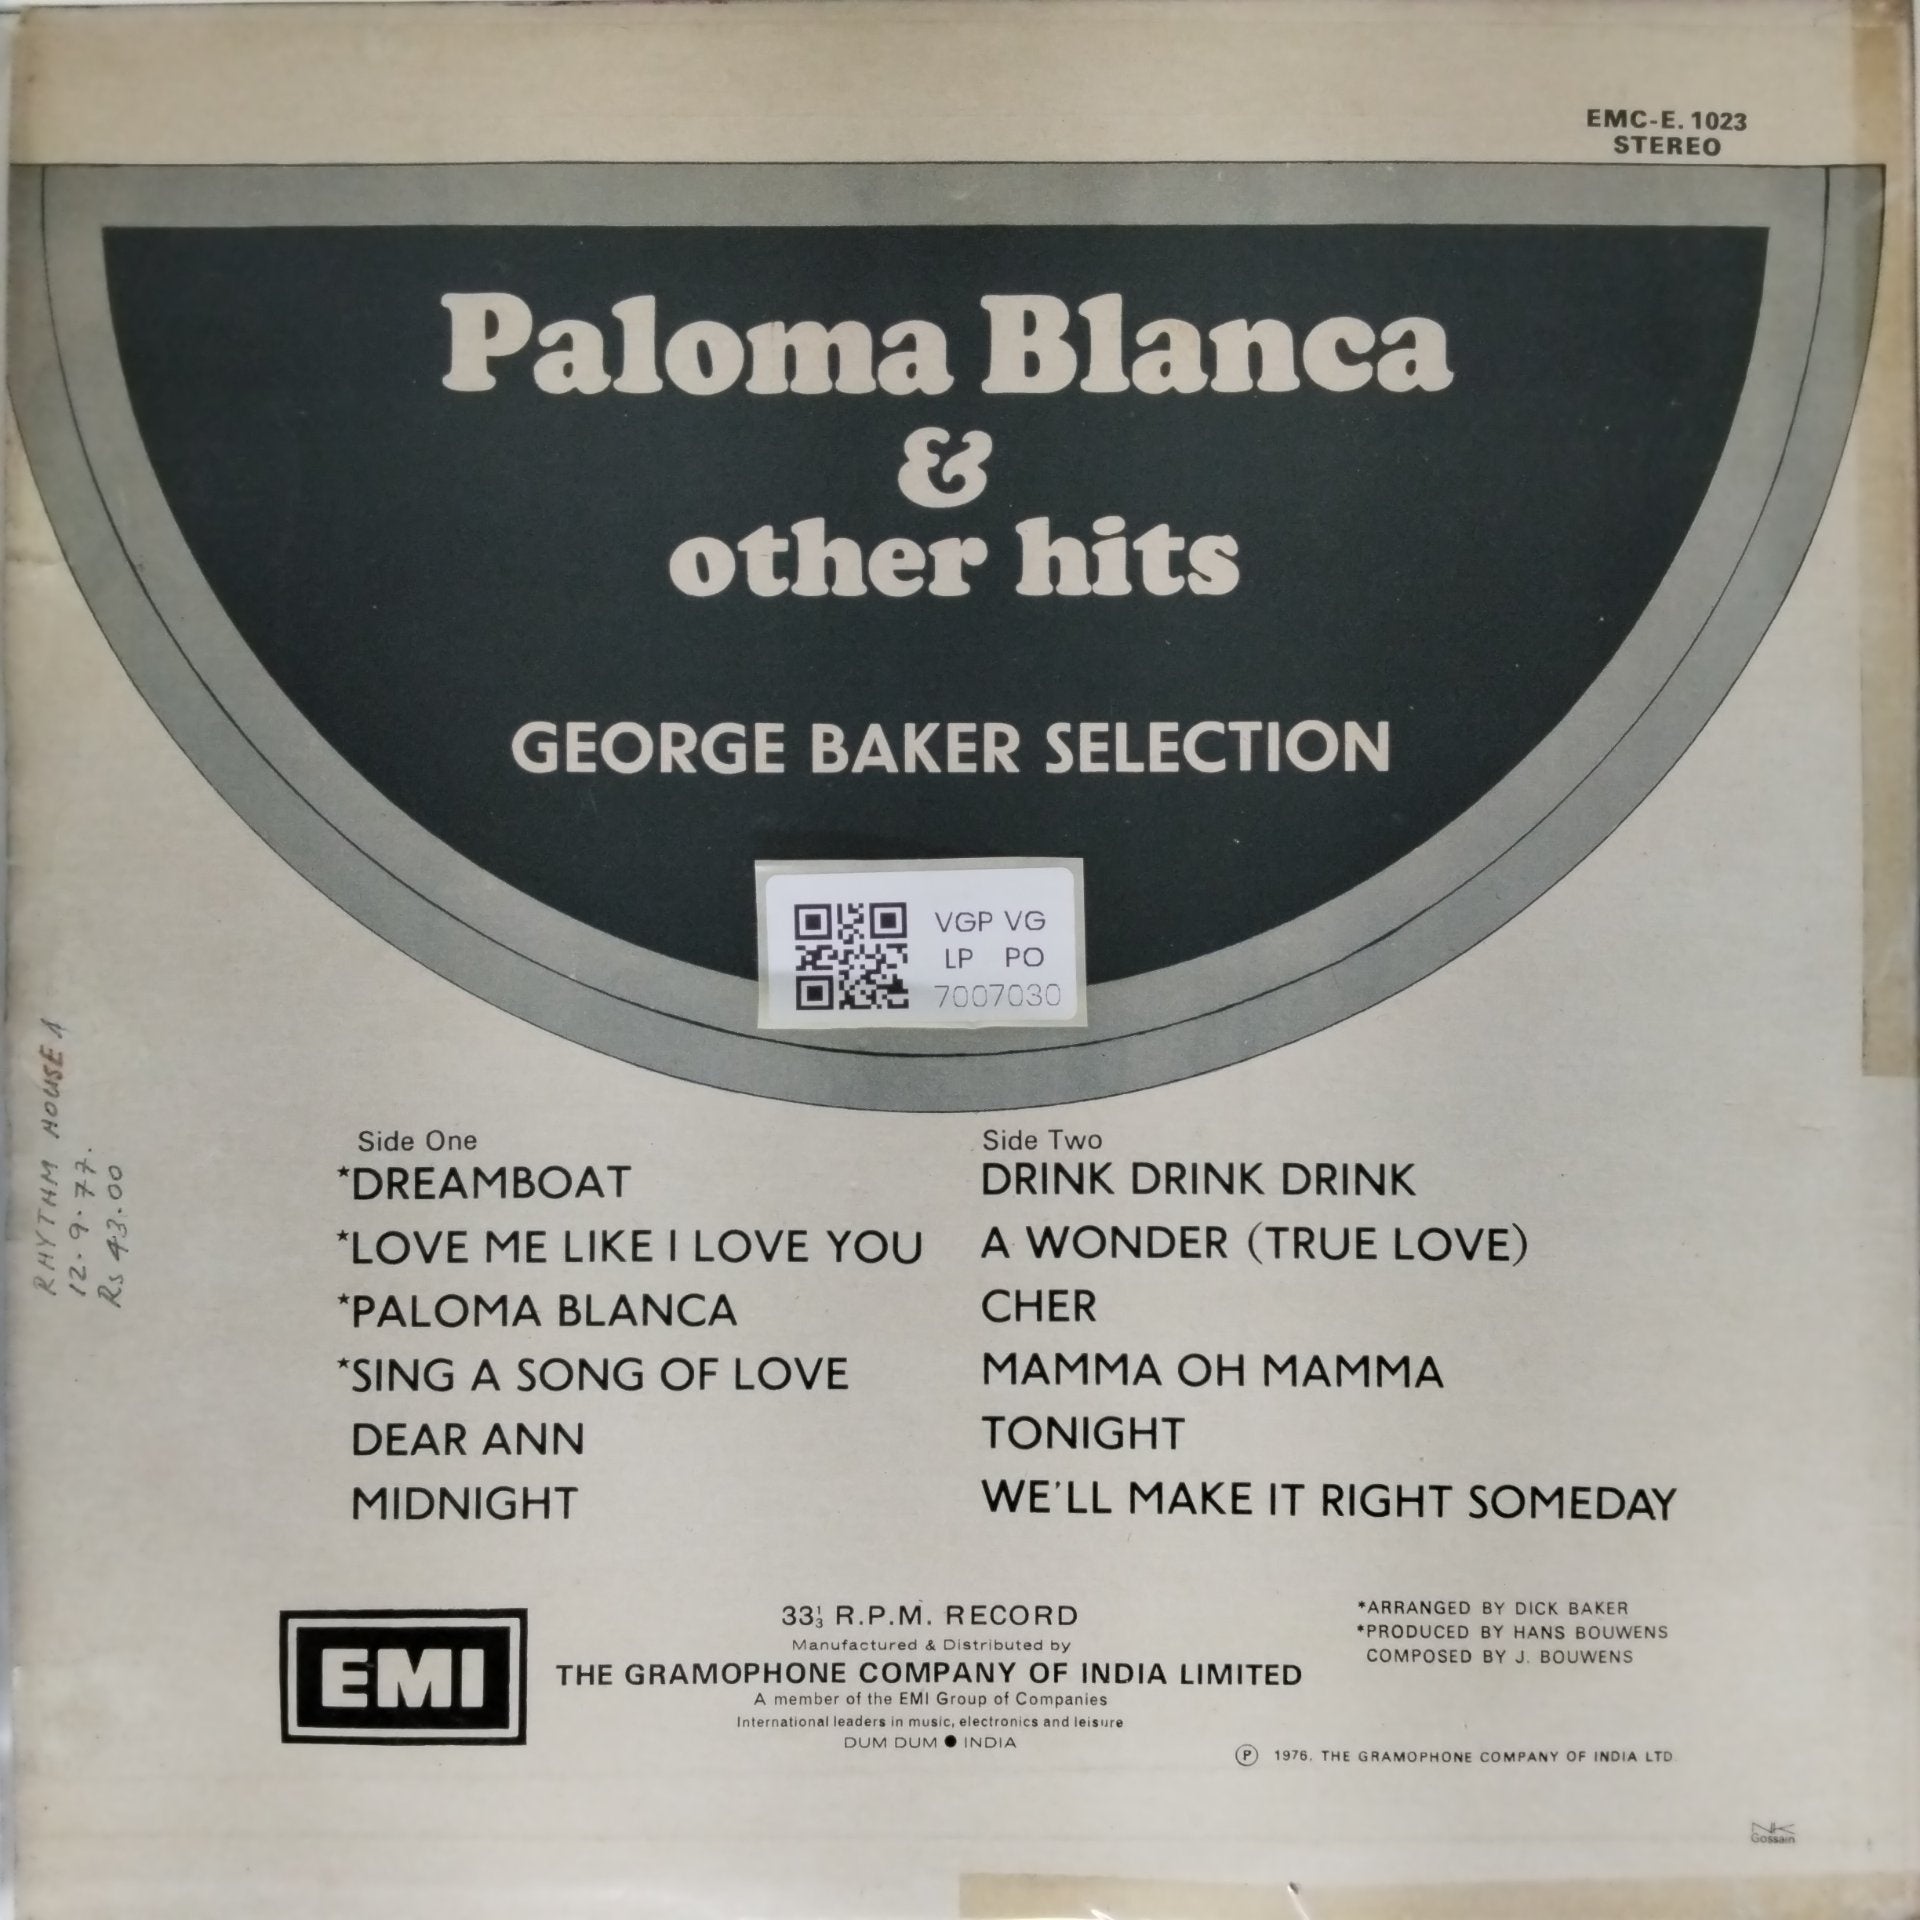 EMC-E. 1023
STEREO
Paloma Blanca
&
other hits
GEORGE BAKER SELECTION
VGP VG
LP PO
7007030
RHYTHM HOUSE
12.9.77.
Rs 43.00
Side One
*DREAMBOAT
*LOVE ME LIKE I LOVE YOU
*PALOMA BLANCA
*SING A SONG OF LOVE
DEAR ANN
MIDNIGHT
Side Two
DRINK DRINK DRINK
A WONDER (TRUE LOVE)
CHER
MAMMA OH MAMMA
TONIGHT
WE'LL MAKE IT RIGHT SOMEDAY
EMI
33⅓ R.P.M. RECORD
Manufactured & Distributed by
THE GRAMOPHONE COMPANY OF INDIA LIMITED
A member of the EMI Group of Companies
International leaders in music, electronics and leisure
DUM DUM ● INDIA
*ARRANGED BY DICK BAKER
*PRODUCED BY HANS BOUWENS
COMPOSED BY J. BOUWENS
℗ 1976. THE GRAMOPHONE COMPANY OF INDIA LTD.
NK
Gossain